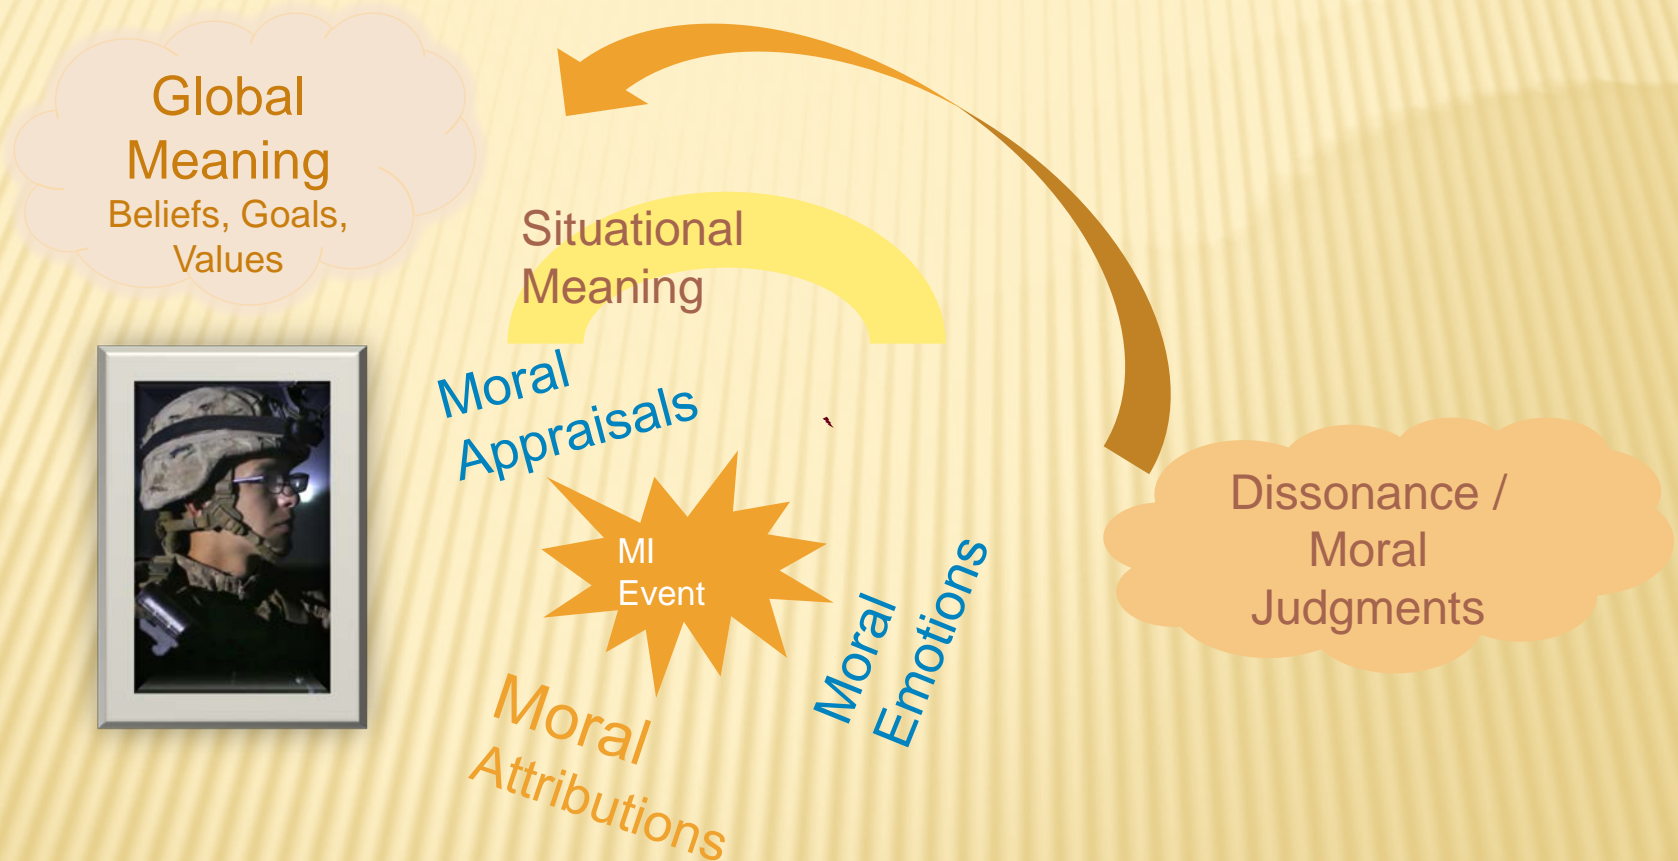 Global
Meaning
Beliefs, Goals,
Values
Situational
Meaning
Moral
Appraisals
MI
Event
Moral
Emotions
Moral
Attributions
Dissonance /
Moral
Judgments